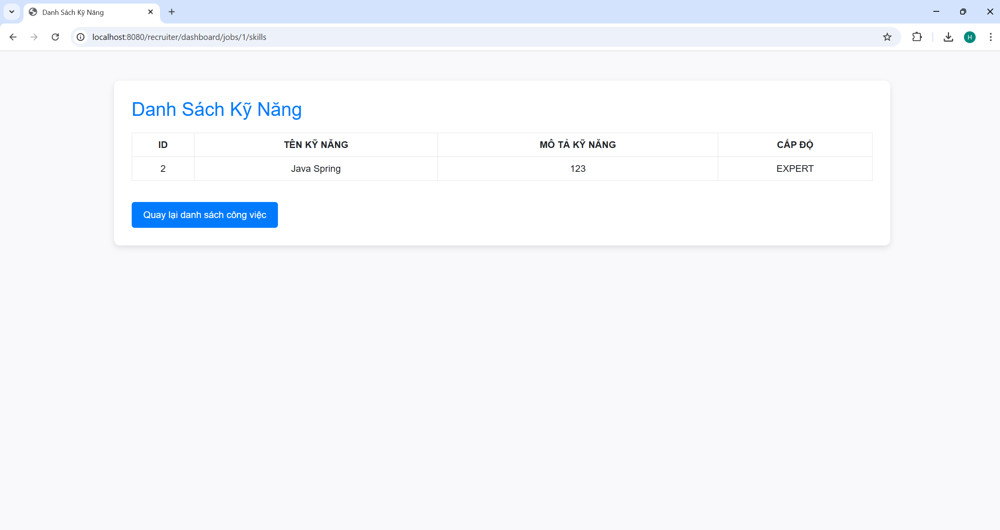 Danh Sách Kỹ Năng
localhost:8080/recruiter/dashboard/jobs/1/skills
H
Danh Sách Kỹ Năng
ID TÊN KỸ NĂNG MÔ TẢ KỸ NĂNG CẤP ĐỘ
2 Java Spring 123 EXPERT
Quay lại danh sách công việc